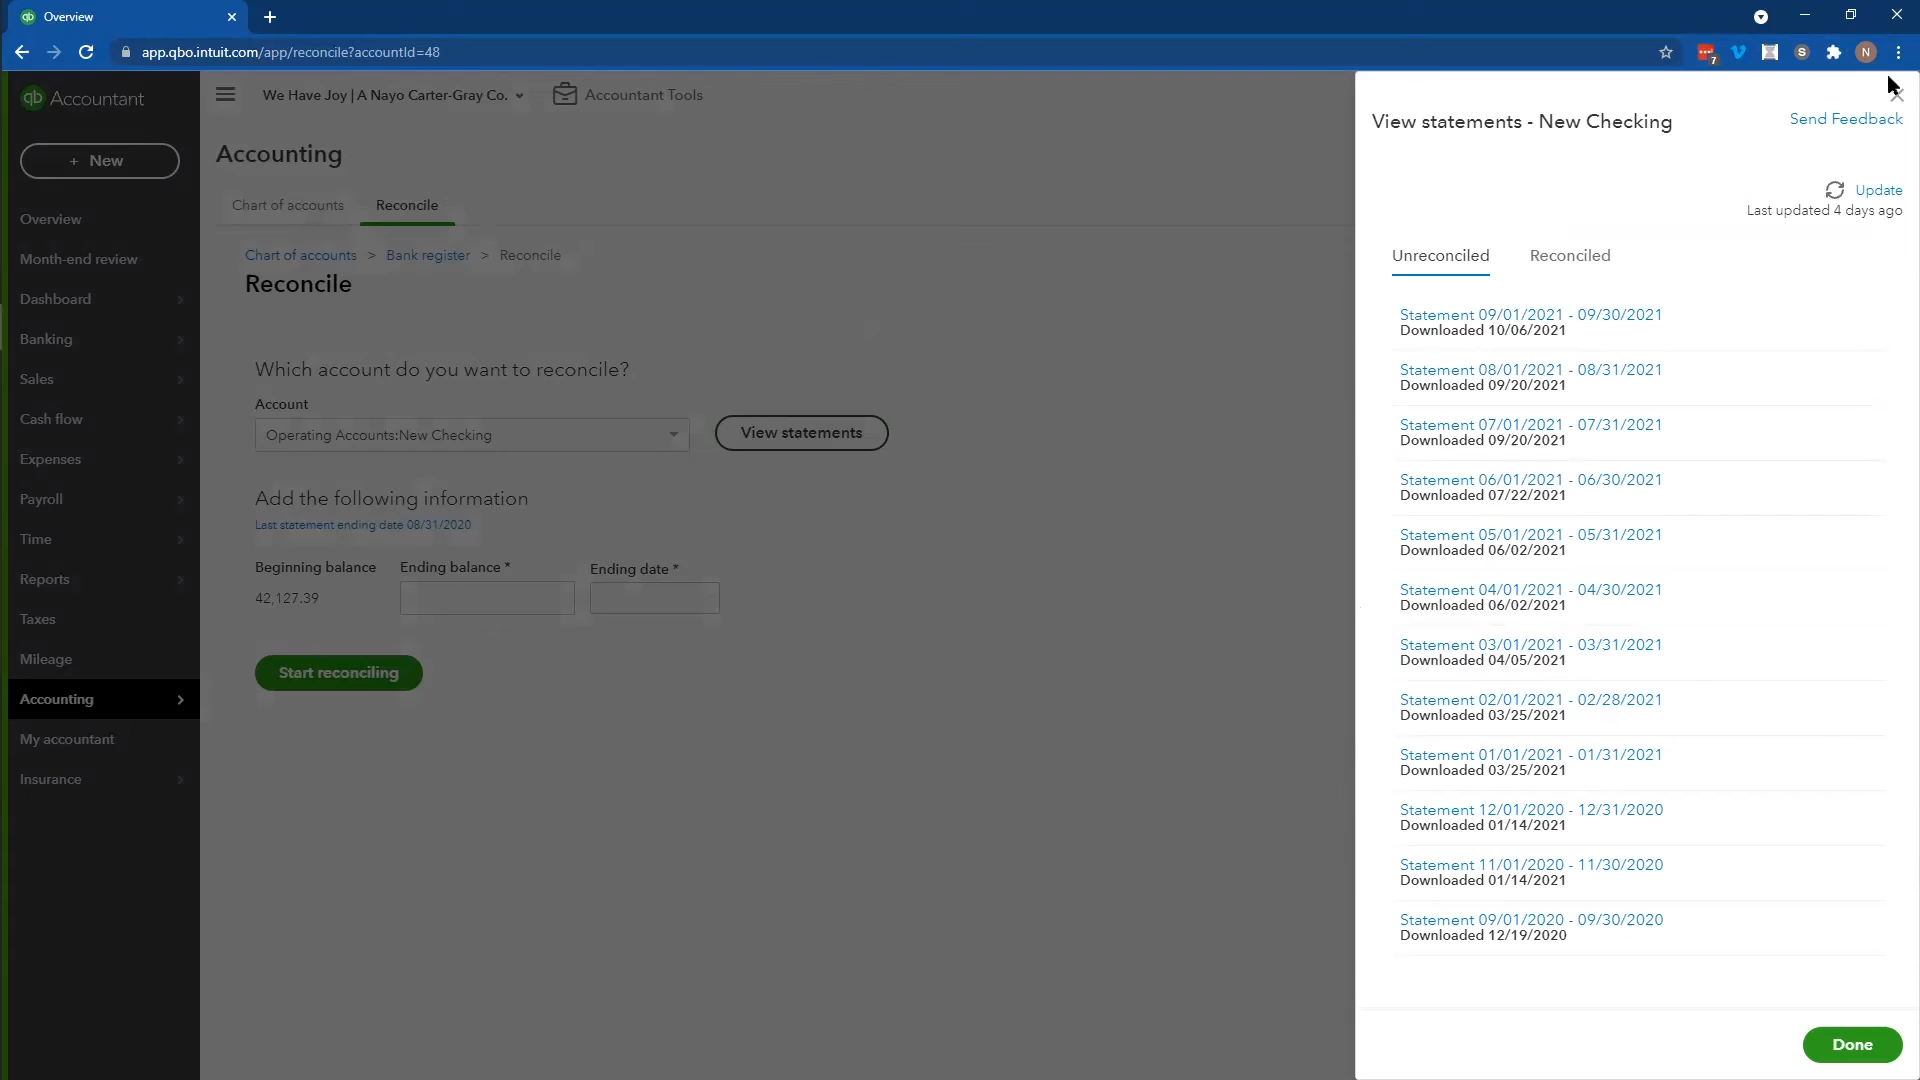 Overview
app.qbo.intuit.com/app/reconcile?accountId=48
7
S
N
qb Accountant
+ New
Overview
Month-end review
Dashboard
Banking
Sales
Cash flow
Expenses
Payroll
Time
Reports
Taxes
Mileage
Accounting
My accountant
Insurance
We Have Joy | A Nayo Carter-Gray Co.
Accountant Tools
Accounting
Chart of accounts
Reconcile
Chart of accounts > Bank register > Reconcile
Reconcile
Which account do you want to reconcile?
Account
Operating Accounts:New Checking
View statements
Add the following information
Last statement ending date 08/31/2020
Beginning balance
Ending balance *
Ending date *
42,127.39
Start reconciling
View statements - New Checking
Send Feedback
Update
Last updated 4 days ago
Unreconciled
Reconciled
Statement 09/01/2021 - 09/30/2021
Downloaded 10/06/2021
Statement 08/01/2021 - 08/31/2021
Downloaded 09/20/2021
Statement 07/01/2021 - 07/31/2021
Downloaded 09/20/2021
Statement 06/01/2021 - 06/30/2021
Downloaded 07/22/2021
Statement 05/01/2021 - 05/31/2021
Downloaded 06/02/2021
Statement 04/01/2021 - 04/30/2021
Downloaded 06/02/2021
Statement 03/01/2021 - 03/31/2021
Downloaded 04/05/2021
Statement 02/01/2021 - 02/28/2021
Downloaded 03/25/2021
Statement 01/01/2021 - 01/31/2021
Downloaded 03/25/2021
Statement 12/01/2020 - 12/31/2020
Downloaded 01/14/2021
Statement 11/01/2020 - 11/30/2020
Downloaded 01/14/2021
Statement 09/01/2020 - 09/30/2020
Downloaded 12/19/2020
Done